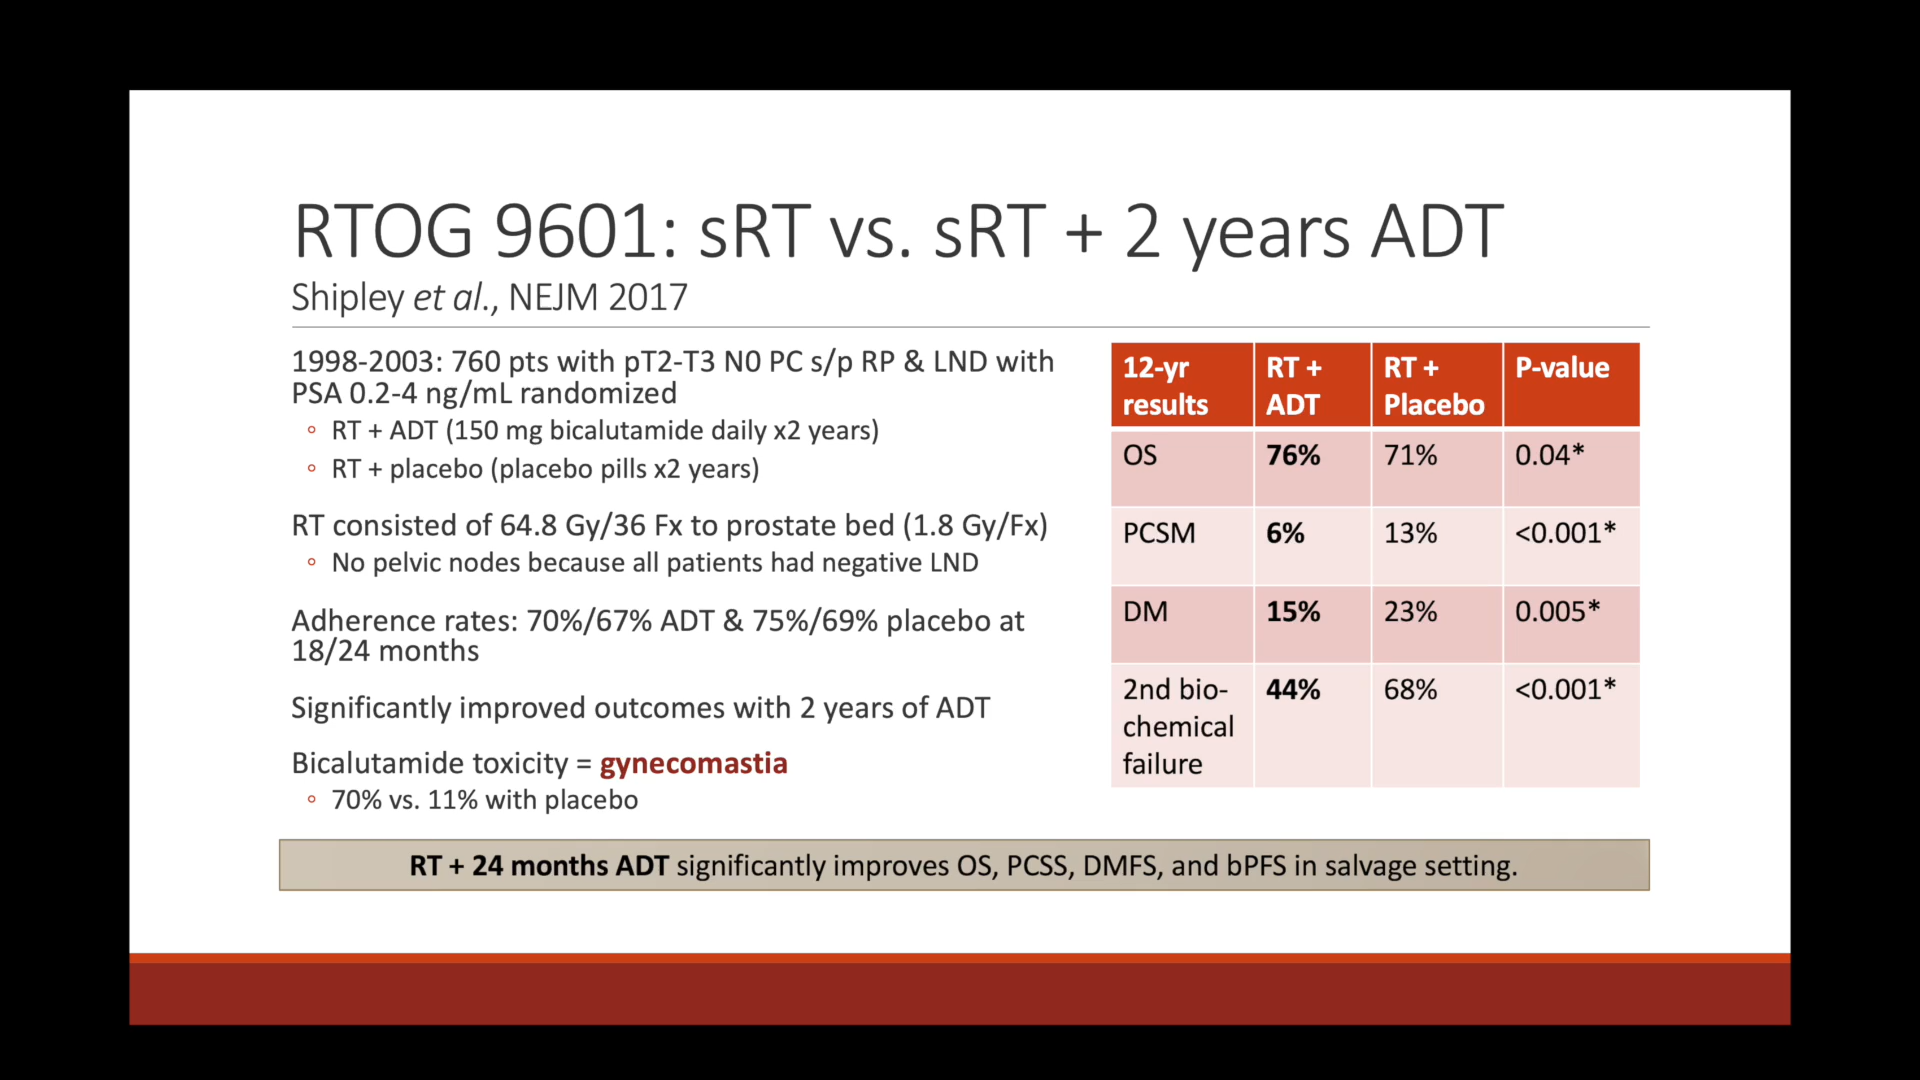 RTOG 9601: sRT vs. sRT + 2 years ADT
Shipley et al., NEJM 2017
1998-2003: 760 pts with pT2-T3 N0 PC s/p RP & LND with
PSA 0.2-4 ng/mL randomized
◦ RT + ADT (150 mg bicalutamide daily x2 years)
◦ RT + placebo (placebo pills x2 years)
RT consisted of 64.8 Gy/36 Fx to prostate bed (1.8 Gy/Fx)
◦ No pelvic nodes because all patients had negative LND
Adherence rates: 70%/67% ADT & 75%/69% placebo at
18/24 months
Significantly improved outcomes with 2 years of ADT
Bicalutamide toxicity = gynecomastia
◦ 70% vs. 11% with placebo
12-yr results RT + ADT RT + Placebo P-value
OS 76% 71% 0.04*
PCSM 6% 13% <0.001*
DM 15% 23% 0.005*
2nd bio-chemical failure 44% 68% <0.001*
RT + 24 months ADT significantly improves OS, PCSS, DMFS, and bPFS in salvage setting.